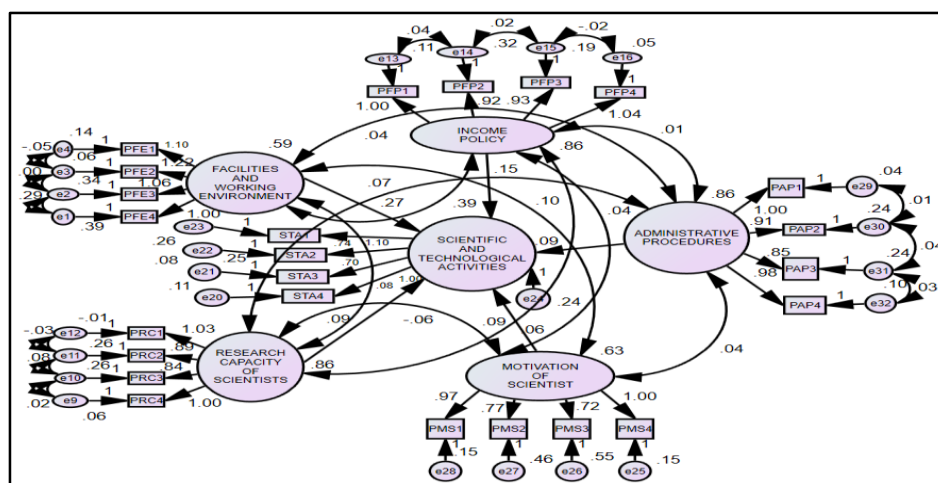 .04 .02 -.02
e13 .11 e14 .32 e15 .19 e16 .05
1 1 1 1
PFP1 PFP2 PFP3 PFP4
1.00 .92 .93 1.04
INCOME
POLICY
.86 .01
.59 .04 .15
.14
-.05 e4 1 PFE1 1.10
.06
.00 e3 1 PFE2 1.22
.34
.29 e2 1 PFE3 1.06
e1 1 PFE4
.39
FACILITIES
AND
WORKING
ENVIRONMENT
.07 .27 .39 .10 .04
e23 1.00 1 STA1 .74 1.10
e22 .26 .25 1 STA2
e21 .08 1 STA3 .70
e20 .11 1 STA4 .08 1.00
SCIENTIFIC
AND
TECHNOLOGICAL
ACTIVITIES
.09
1
e24
.24
ADMINISTRATIVE
PROCEDURES
.86
1.00 PAP1 1 e29 .04
.91 PAP2 1 e30 .24 .01
.85 PAP3 1 e31 .24 .04
.98 PAP4 1 e32 .10 .03
.09 -.06 .09 .06 .04
-.03 e12 -.01 1 PRC1 1.03
.08 e11 .26 1 PRC2 .89
e10 .26 1 PRC3 .84
.02 e9 1 PRC4 1.00
.06
RESEARCH
CAPACITY
OF
SCIENTISTS
.86
.63
MOTIVATION
OF
SCIENTIST
.97 .77 .72 1.00
PMS1 PMS2 PMS3 PMS4
1 1 1 1
.15 .46 .55 .15
e28 e27 e26 e25